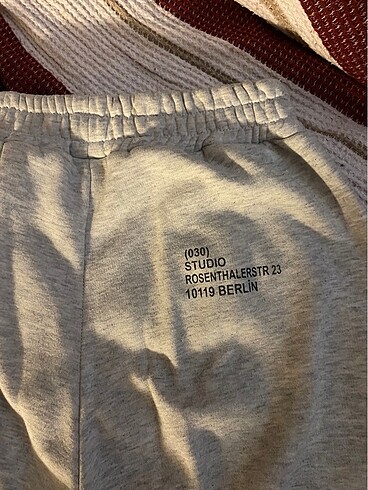 (030)
STUDIO
ROSENTHALERSTR 23
10119 BERLİN